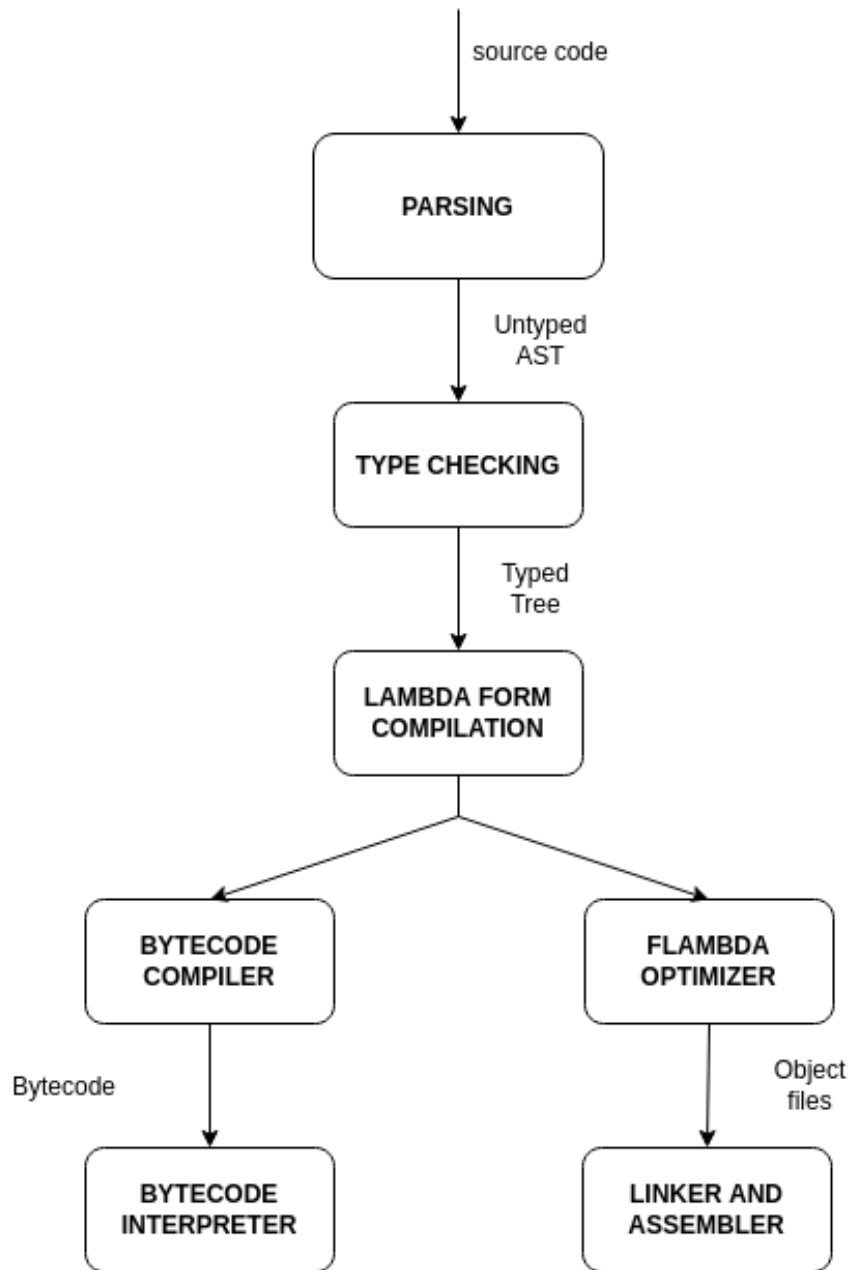 source code
PARSING
Untyped
AST
TYPE CHECKING
Typed
Tree
LAMBDA FORM
COMPILATION
BYTECODE
COMPILER
FLAMBDA
OPTIMIZER
Bytecode
Object
files
BYTECODE
INTERPRETER
LINKER AND
ASSEMBLER